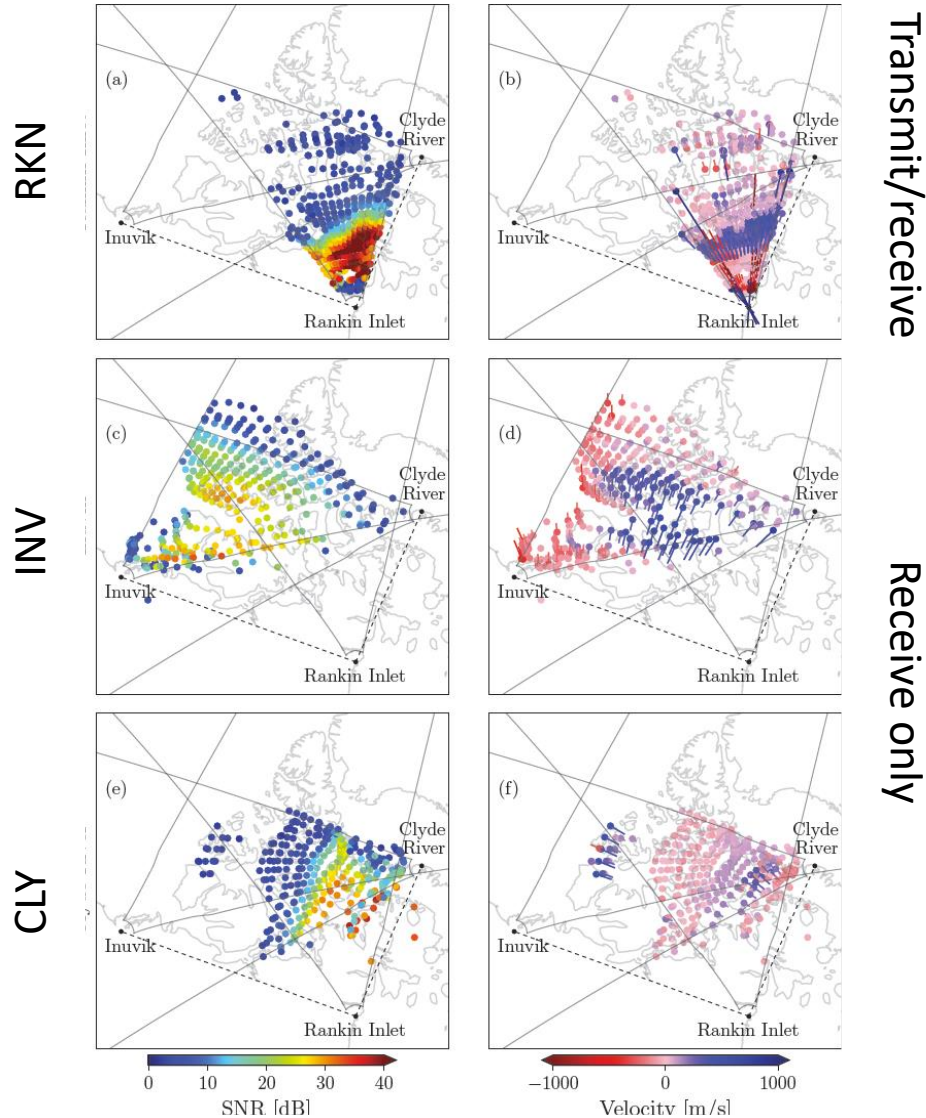 RKN
(a)
Clyde
River
Inuvik
Rankin Inlet
(b)
Clyde
River
Inuvik
Rankin Inlet
Transmit/receive
INV
(c)
Clyde
River
Inuvik
Rankin Inlet
(d)
Clyde
River
Inuvik
Rankin Inlet
Receive only
CLY
(e)
Clyde
River
Inuvik
Rankin Inlet
(f)
Clyde
River
Inuvik
Rankin Inlet
0 10 20 30 40
SNR [dB]
−1000 0 1000
Velocity [m/s]